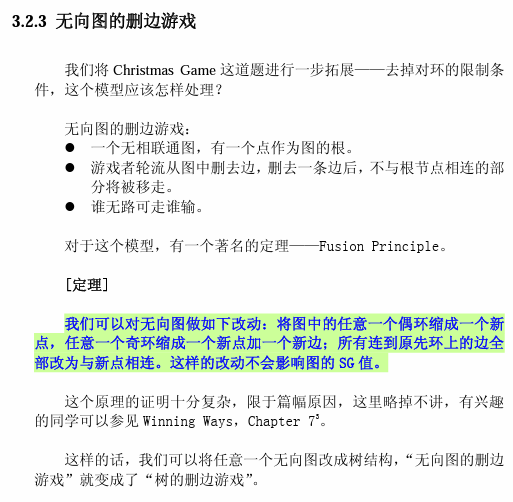 3.2.3 无向图的删边游戏
我们将 Christmas Game 这道题进行一步拓展——去掉对环的限制条
件，这个模型应该怎样处理？
无向图的删边游戏：
● 一个无相联通图，有一个点作为图的根。
● 游戏者轮流从图中删去边，删去一条边后，不与根节点相连的部
分将被移走。
● 谁无路可走谁输。
对于这个模型，有一个著名的定理——Fusion Principle。
[定理]
我们可以对无向图做如下改动：将图中的任意一个偶环缩成一个新
点，任意一个奇环缩成一个新点加一个新边；所有连到原先环上的边全
部改为与新点相连。这样的改动不会影响图的 SG 值。
这个原理的证明十分复杂，限于篇幅原因，这里略掉不讲，有兴趣
的同学可以参见 Winning Ways, Chapter 7⁵。
这样的话，我们可以将任意一个无向图改成树结构，“无向图的删边
游戏”就变成了“树的删边游戏”。